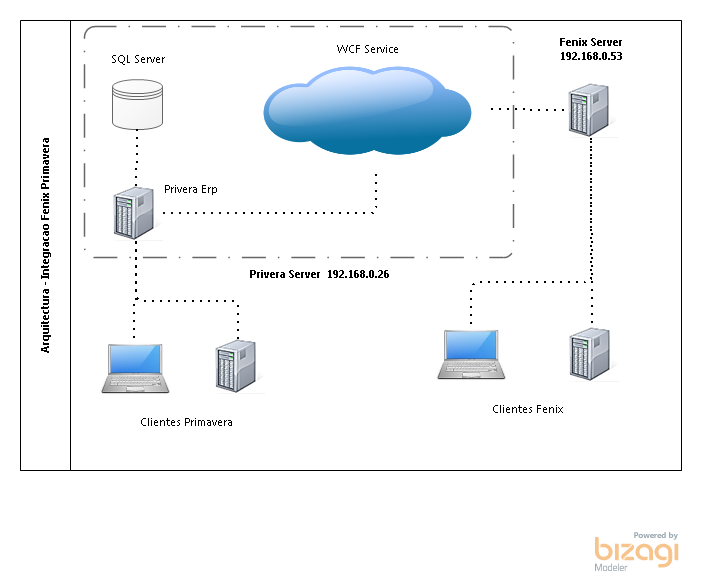 Arquitectura - Integracao Fenix Primavera
SQL Server
WCF Service
Fenix Server
192.168.0.53
Privera Erp
Privera Server 192.168.0.26
Clientes Primavera
Clientes Fenix
Powered by
bizagi
Modeler